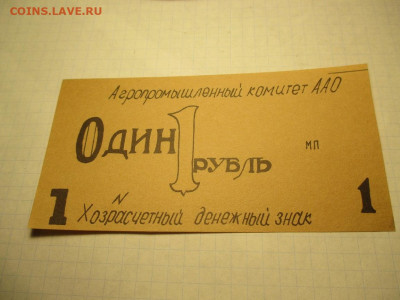 COINS.LAVE.RU
Агропромышленный комитет ААО
Один 1 рубль
МП
N
1 Хозрасчетный денежный знак 1